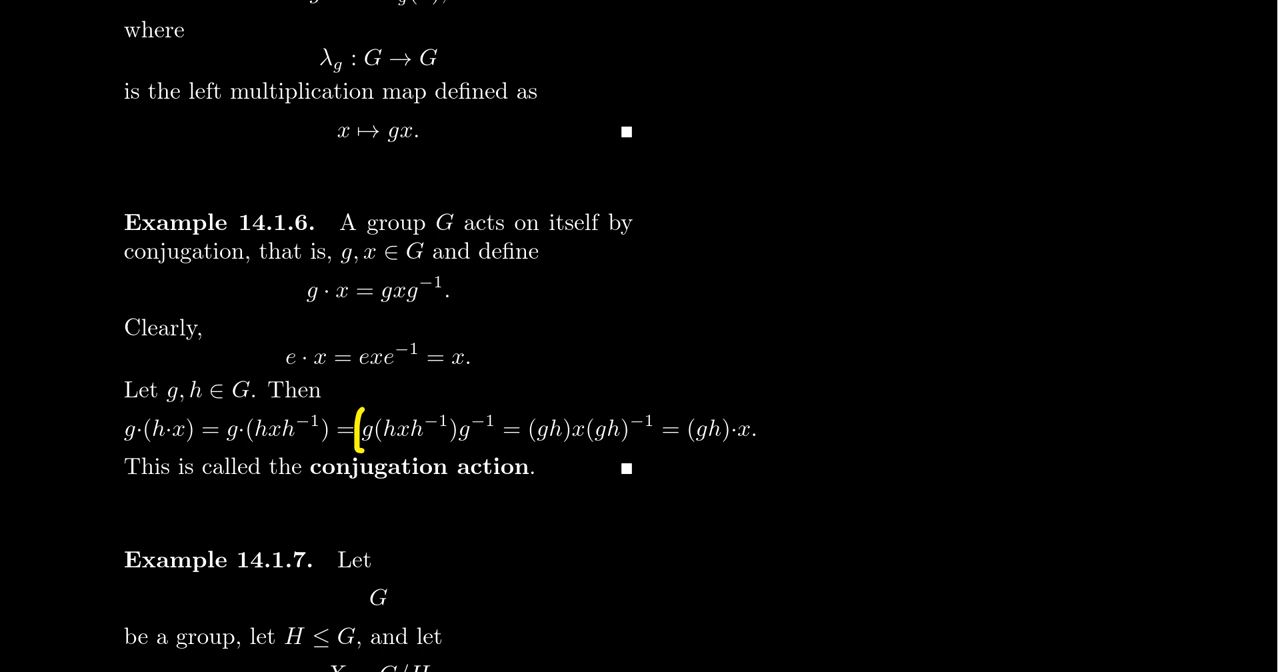 where
λ_g : G → G
is the left multiplication map defined as
x ↦ gx. ■
Example 14.1.6. A group G acts on itself by
conjugation, that is, g, x ∈ G and define
g · x = gxg⁻¹.
Clearly,
e · x = exe⁻¹ = x.
Let g, h ∈ G. Then
g·(h·x) = g·(hxh⁻¹) = g(hxh⁻¹)g⁻¹ = (gh)x(gh)⁻¹ = (gh)·x.
This is called the conjugation action. ■
Example 14.1.7. Let
G
be a group, let H ≤ G, and let